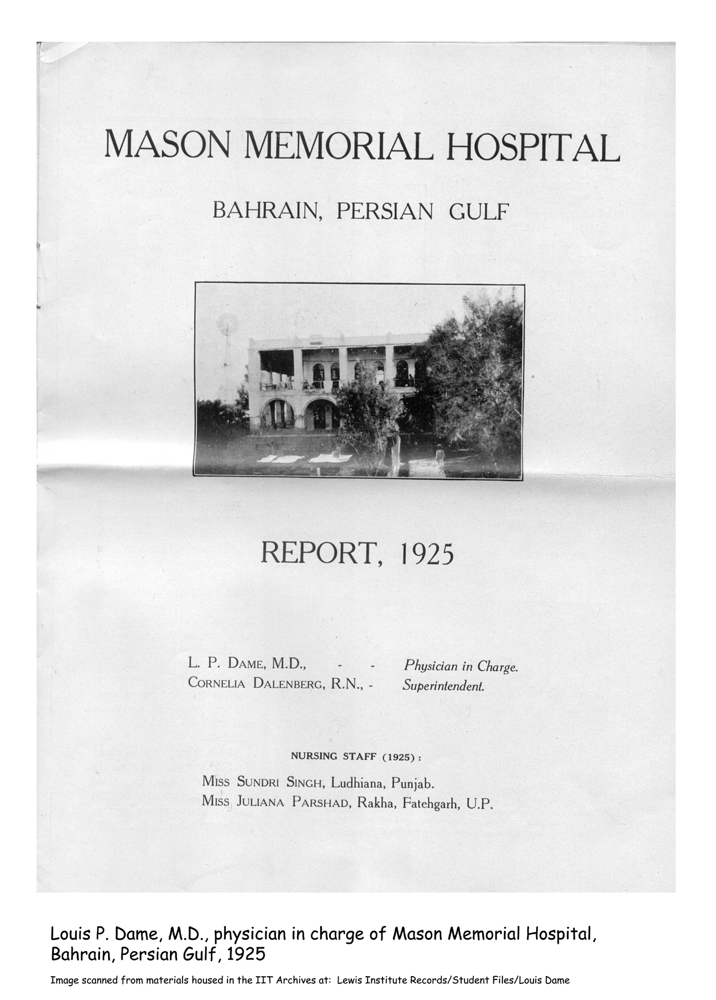 MASON MEMORIAL HOSPITAL
BAHRAIN, PERSIAN GULF
REPORT, 1925
L. P. DAME, M.D., - - Physician in Charge.
CORNELIA DALENBERG, R.N., - Superintendent.
NURSING STAFF (1925) :
MISS SUNDRI SINGH, Ludhiana, Punjab.
MISS JULIANA PARSHAD, Rakha, Fatehgarh, U.P.
Louis P. Dame, M.D., physician in charge of Mason Memorial Hospital,
Bahrain, Persian Gulf, 1925
Image scanned from materials housed in the IIT Archives at: Lewis Institute Records/Student Files/Louis Dame